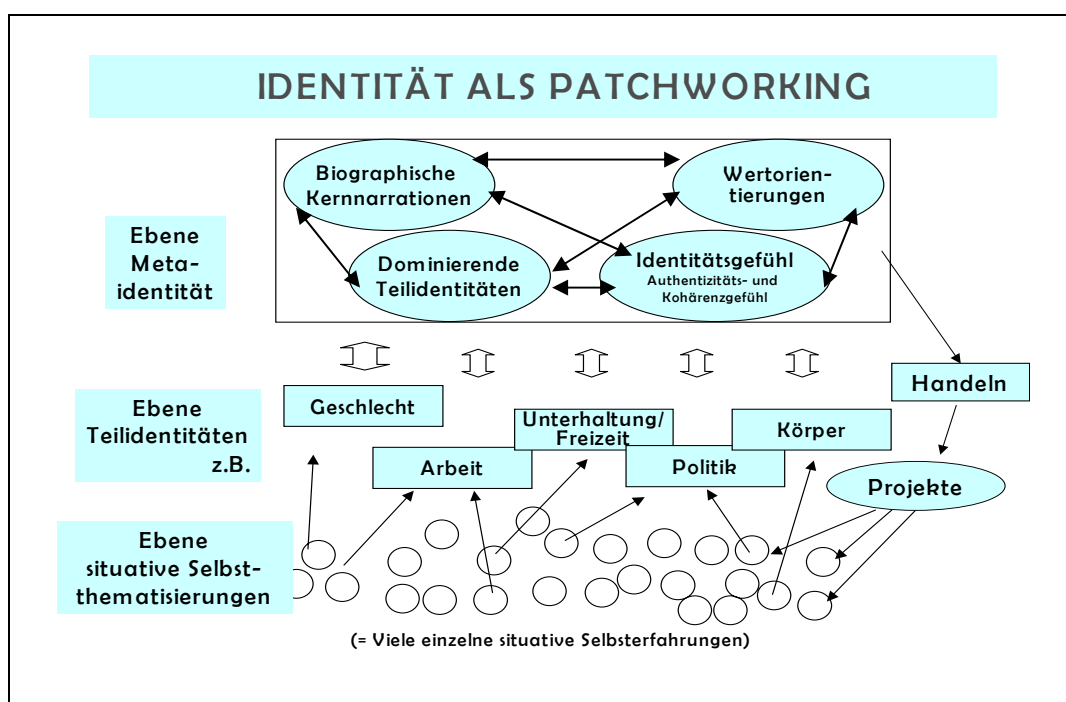 IDENTITÄT ALS PATCHWORKING
Biographische
Kernnarrationen
Wertorien-
tierungen
Ebene
Meta-
identität
Dominierende
Teilidentitäten
Identitätsgefühl
Authentizitäts- und
Kohärenzgefühl
Handeln
Ebene
Teilidentitäten
z.B.
Geschlecht
Arbeit
Unterhaltung/
Freizeit
Politik
Körper
Projekte
Ebene
situative Selbst-
thematisierungen
(= Viele einzelne situative Selbsterfahrungen)